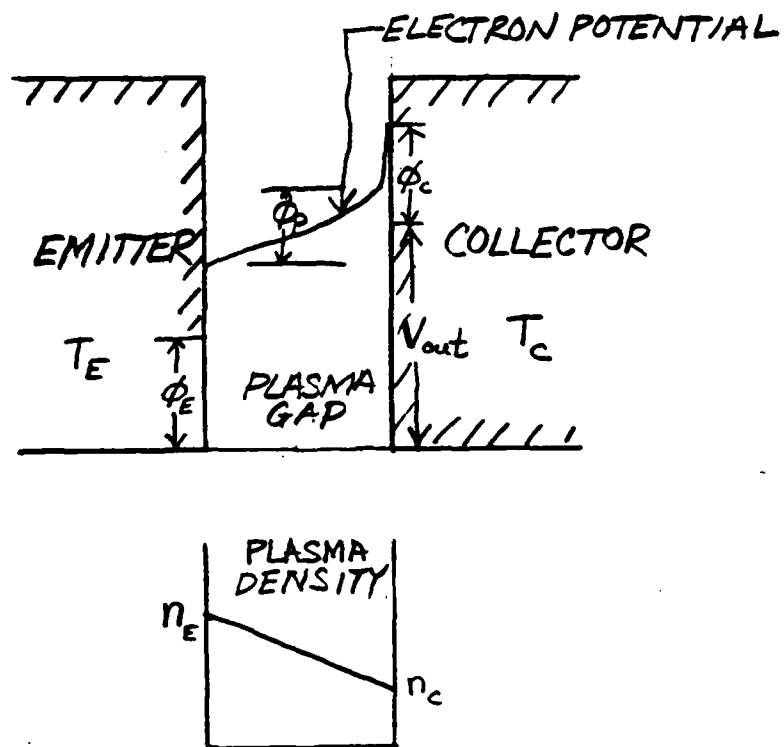 ELECTRON POTENTIAL
ϕc
ϕp
EMITTER
COLLECTOR
TE
Vout
TC
ϕE
PLASMA
GAP
PLASMA
DENSITY
nE
nC